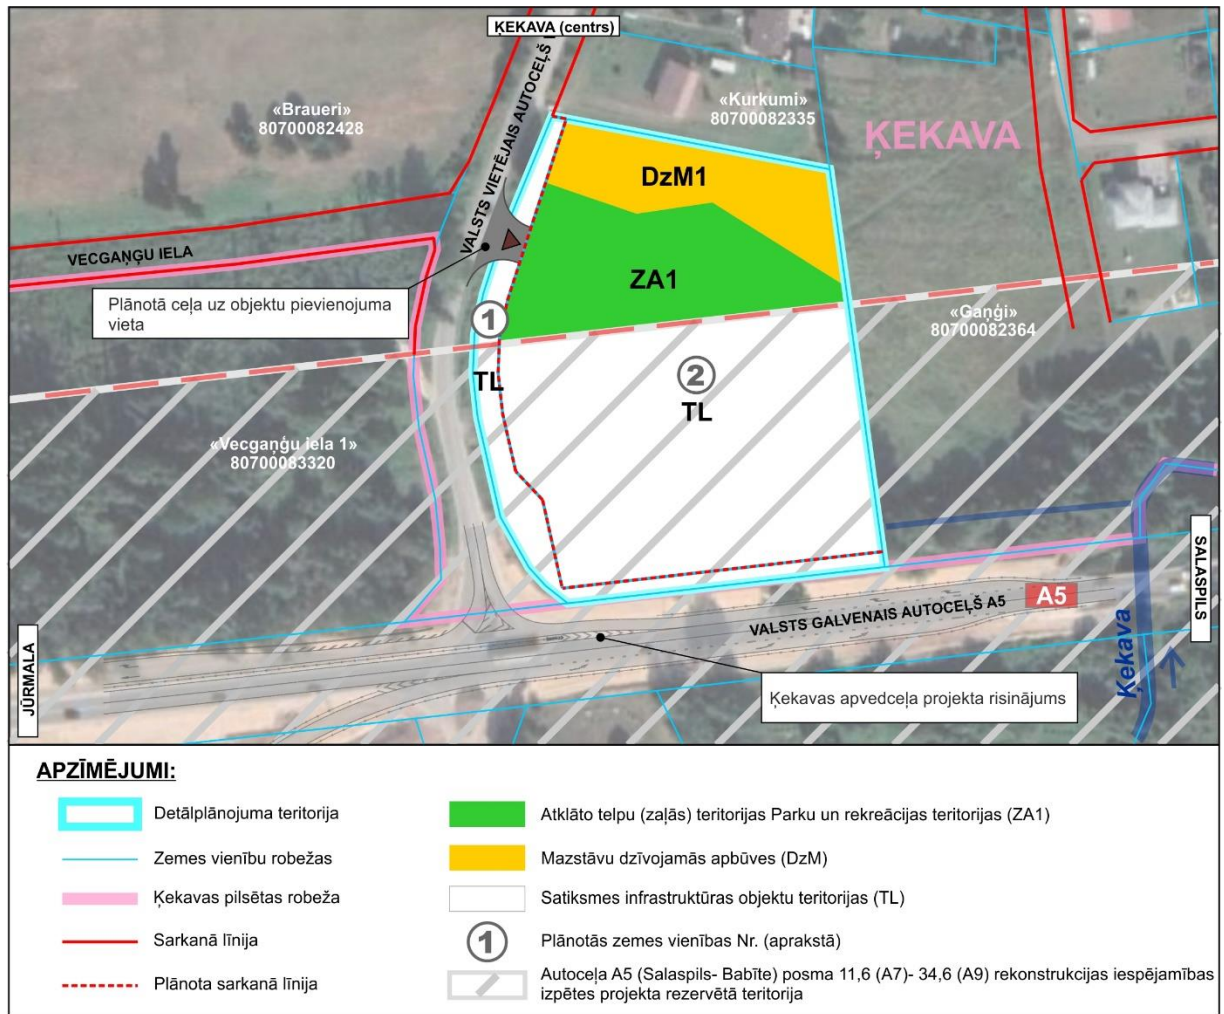 ĶEKAVA (centrs)
«Braueri»
80700082428
«Kurkumi»
80700082335
ĶEKAVA
VALSTS VIETĒJAIS AUTOCEĻŠ
DzM1
VECGAŅĢU IELA
ZA1
Plānotā ceļa uz objektu pievienojuma
vieta
1
«Gaņģi»
80700082364
TL
2
TL
«Vecgaņģu iela 1»
80700083320
SALASPILS
A5
VALSTS GALVENAIS AUTOCEĻŠ A5
JŪRMALA
Ķekava
Ķekavas apvedceļa projekta risinājums
APZĪMĒJUMI:
Detālplānojuma teritorija
Zemes vienību robežas
Ķekavas pilsētas robeža
Sarkanā līnija
Plānota sarkanā līnija
Atklāto telpu (zaļās) teritorijas Parku un rekreācijas teritorijas (ZA1)
Mazstāvu dzīvojamās apbūves (DzM)
Satiksmes infrastruktūras objektu teritorijas (TL)
1
Plānotās zemes vienības Nr. (aprakstā)
Autoceļa A5 (Salaspils- Babīte) posma 11,6 (A7)- 34,6 (A9) rekonstrukcijas iespējamības
izpētes projekta rezervētā teritorija